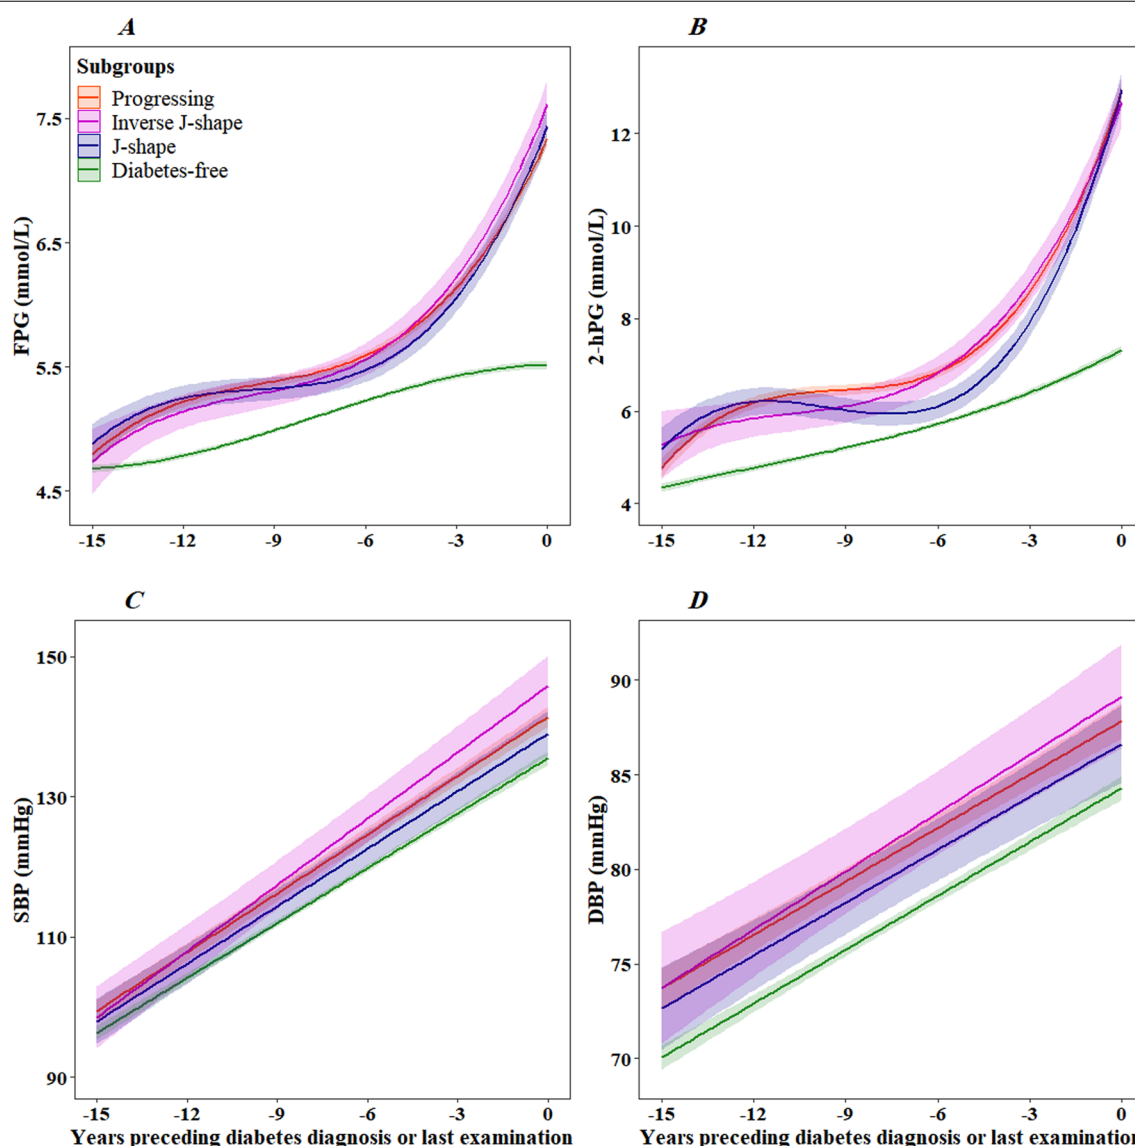 A
B
Subgroups
Progressing
Inverse J-shape
J-shape
Diabetes-free
FPG (mmol/L)
7.5
6.5
5.5
4.5
-15 -12 -9 -6 -3 0
2-hPG (mmol/L)
12
10
8
6
4
-15 -12 -9 -6 -3 0
C
D
SBP (mmHg)
150
130
110
90
-15 -12 -9 -6 -3 0
Years preceding diabetes diagnosis or last examination
DBP (mmHg)
90
85
80
75
70
-15 -12 -9 -6 -3 0
Years preceding diabetes diagnosis or last examination